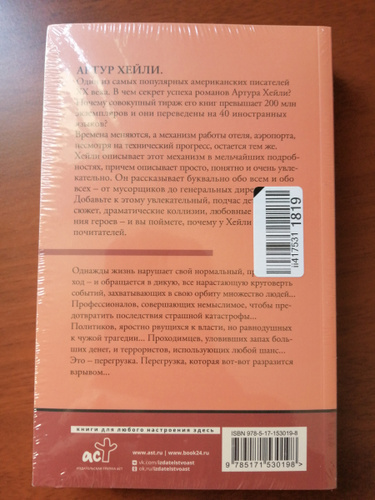 АРТУР ХЕЙЛИ.
Один из самых популярных американских писателей
XX века. В чем секрет успеха романов Артура Хейли?
Почему совокупный тираж его книг превышает 200 млн
экземпляров и они переведены на 40 иностранных
языков?
Времена меняются, а механизм работы отеля, аэропорта,
несмотря на технический прогресс, остается тем же.
Хейли описывает этот механизм в мельчайших подроб-
ностях, причем описывает просто, понятно и очень увле-
кательно. Он рассказывает буквально обо всем и обо
всех – от мусорщиков до генеральных дире
Добавьте к этому увлекательный, подчас де
сюжет, драматические коллизии, любовные
ния героев – и вы поймете, почему у Хейли
почитателей.
ii417531 1819
Однажды жизнь нарушает свой нормальный, пр
ход – и обращается в дикую, все нарастающую круговерть
событий, захватывающих в свою орбиту множество людей...
Профессионалов, совершающих немыслимое, чтобы пре-
дотвратить последствия страшной катастрофы...
Политиков, яростно рвущихся к власти, но равнодушных
к чужой трагедии... Проходимцев, уловивших запах боль-
ших денег, и террористов, использующих любой шанс...
Это – перегрузка. Перегрузка, которая вот-вот разразится
взрывом...
книги для любого настроения здесь
аст
ИЗДАТЕЛЬСКАЯ ГРУППА АСТ
www.ast.ru | www.book24.ru
vk.com/izdatelstvoast
ok.ru/izdatelstvoast
ISBN 978-5-17-153019-8
9 785171 530198 >